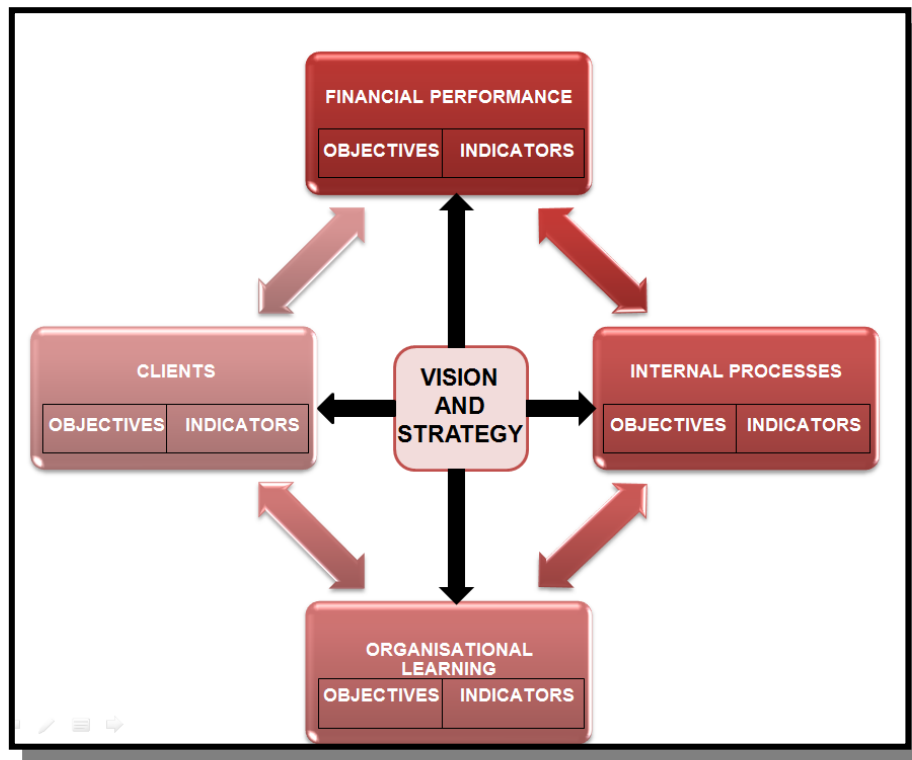 FINANCIAL PERFORMANCE
OBJECTIVES INDICATORS
CLIENTS
OBJECTIVES INDICATORS
VISION
AND
STRATEGY
INTERNAL PROCESSES
OBJECTIVES INDICATORS
ORGANISATIONAL
LEARNING
OBJECTIVES INDICATORS